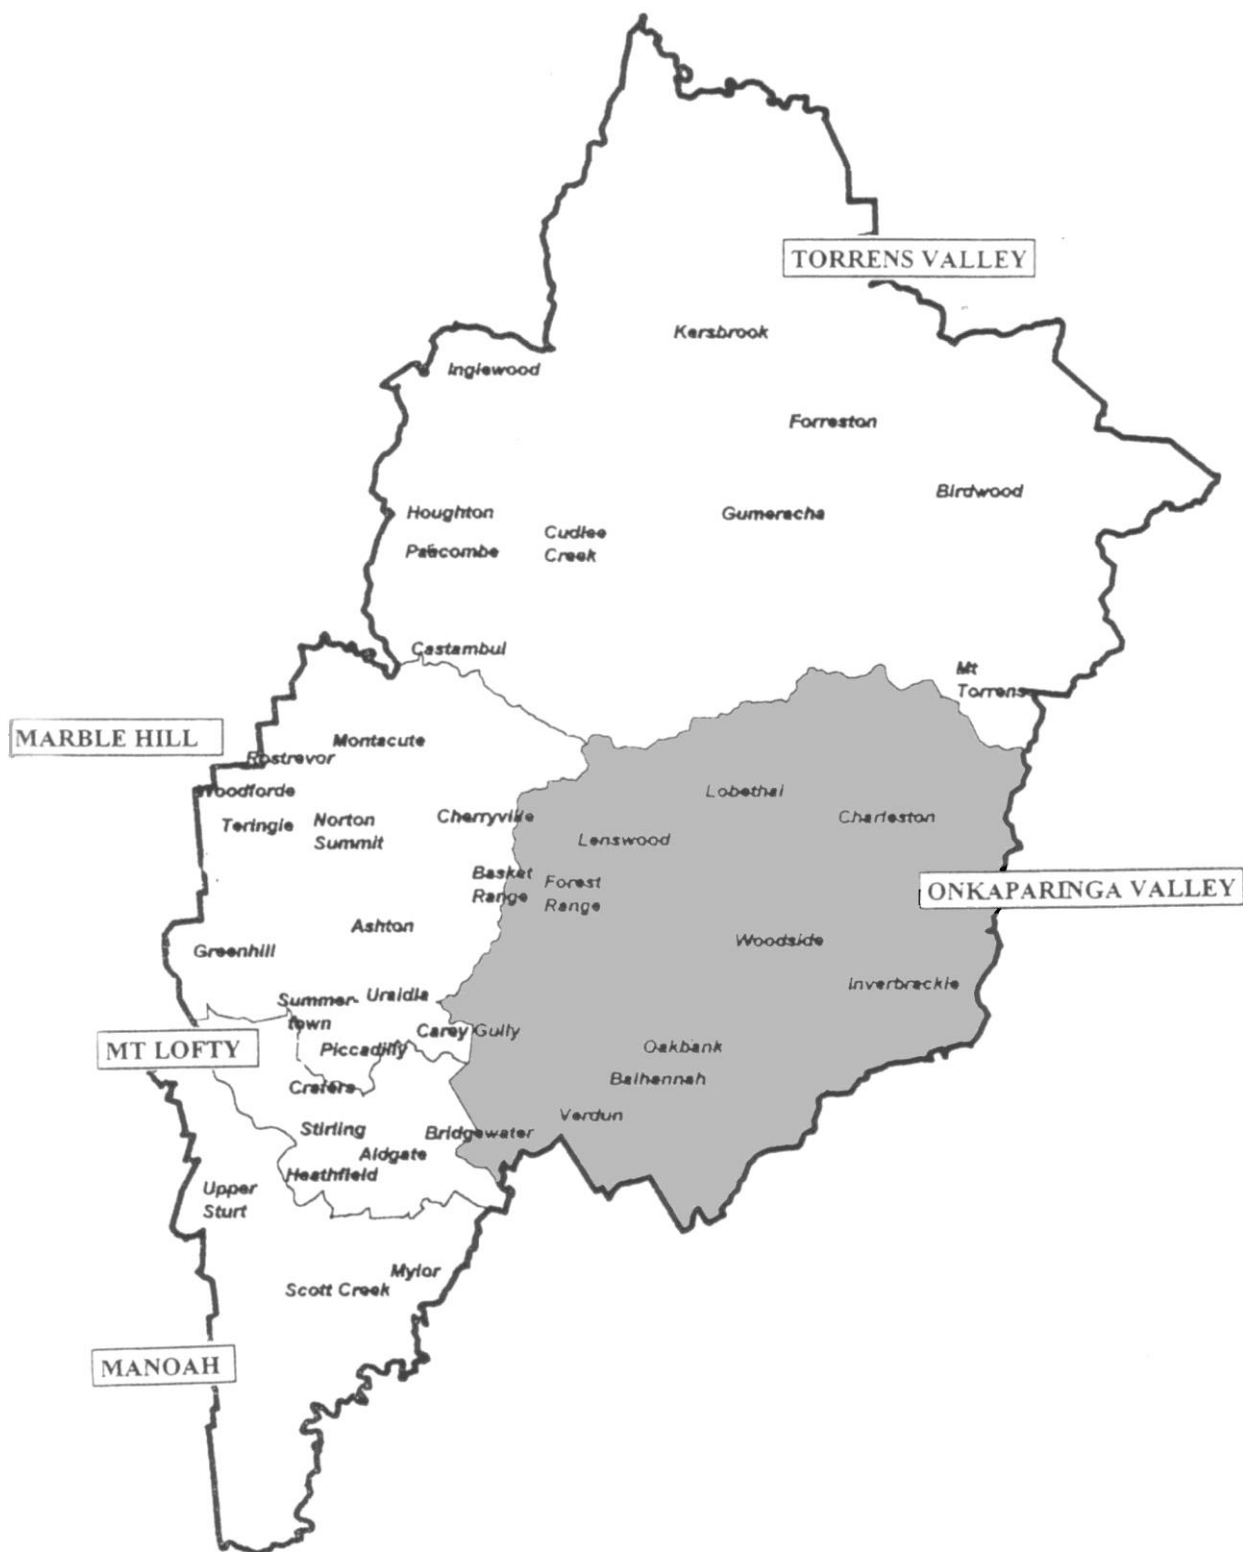 TORRENS VALLEY
Kersbrook
Inglewood
Forreston
Birdwood
Houghton
Gumeracha
Cudlee
Creek
Paracombe
Castambul
Mt
Torrens
MARBLE HILL
Montacute
Rostrevor
Woodforde
Lobethal
Teringie
Norton
Summit
Cherryville
Charleston
Lenswood
Basket
Range
Forest
Range
ONKAPARINGA VALLEY
Ashton
Woodside
Greenhill
Inverbrackie
Summer-
town
Uraidla
Carey Gully
MT LOFTY
Piccadilly
Oakbank
Crafers
Balhannah
Verdun
Stirling
Bridgewater
Aldgate
Heathfield
Upper
Sturt
Mylor
Scott Creek
MANOAH